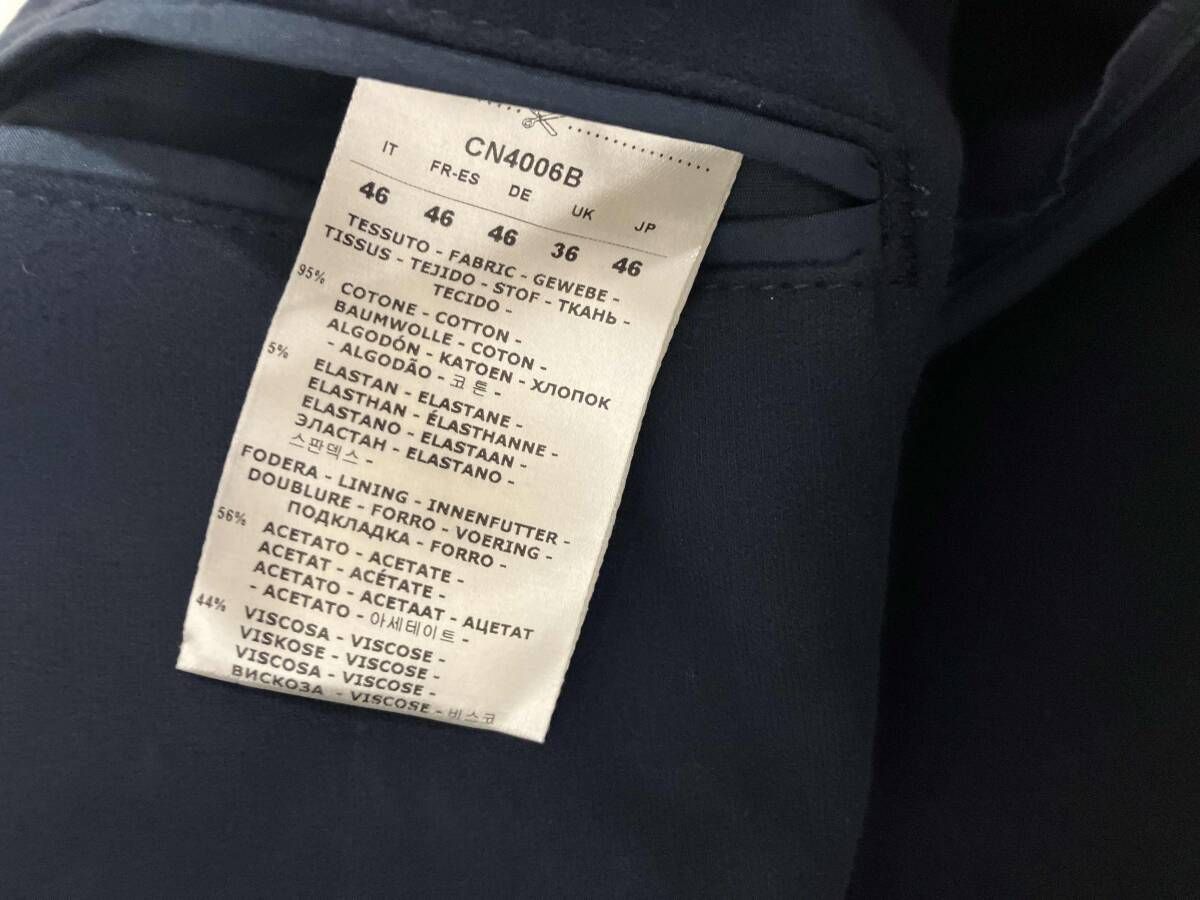 CN4006B
IT FR-ES DE UK JP
46 46 46 36 46
TESSUTO - FABRIC - GEWEBE -
TISSUS - TEJIDO - STOF - ТКАНЬ -
TECIDO -
95% COTONE - COTTON -
BAUMWOLLE - COTON -
ALGODÓN - KATOEN - ХЛОПОК
- ALGODÃO - 코튼 -
5% ELASTAN - ELASTANE -
ELASTHAN - ÉLASTHANNE -
ELASTANO - ELASTAAN -
ЭЛАСТАН - ELASTANO -
스판덱스 -
FODERA - LINING - INNENFUTTER -
DOUBLURE - FORRO - VOERING -
ПОДКЛАДКА - FORRO -
56% ACETATO - ACETATE -
ACETAT - ACÉTATE -
ACETATO - ACETAAT - АЦЕТАТ
- ACETATO - 아세테이트 -
44% VISCOSA - VISCOSE -
VISKOSE - VISCOSE -
VISCOSA - VISCOSE -
ВИСКОЗА - VISCOSE - 비스코